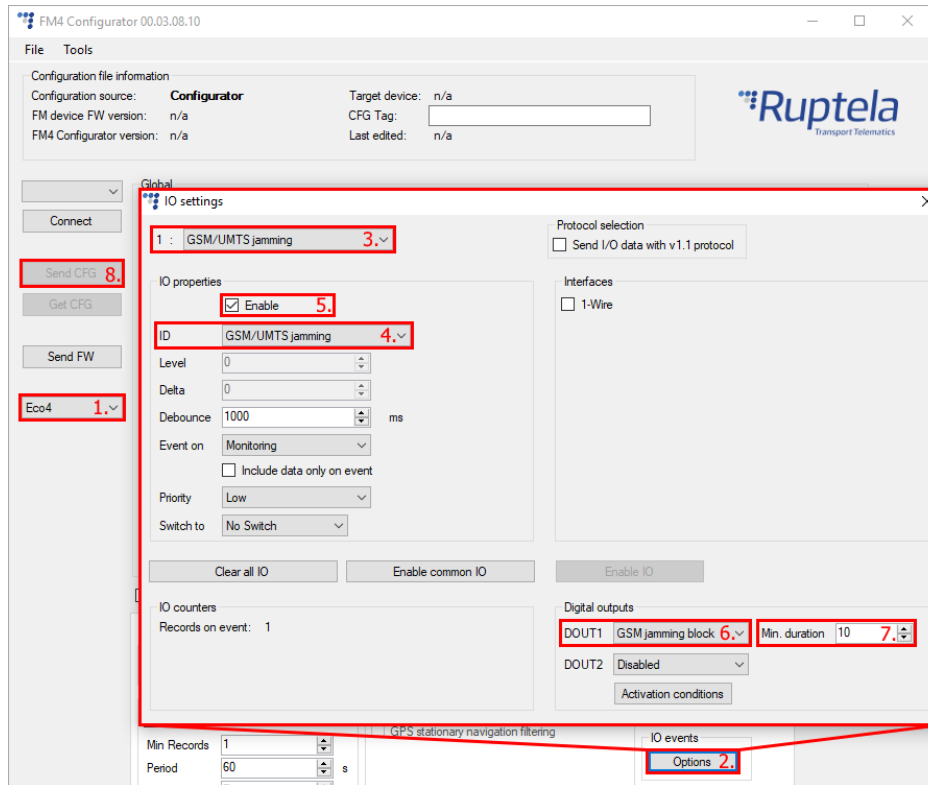 FM4 Configurator 00.03.08.10
File Tools
Configuration file information
Configuration source: Configurator Target device: n/a
FM device FW version: n/a CFG Tag:
FM4 Configurator version: n/a Last edited: n/a
Ruptela
Transport Telematics
Global
Connect
Send CFG 8.
Get CFG
Send FW
Eco4 1.
IO settings
1 : GSM/UMTS jamming 3.
Protocol selection
Send I/O data with v1.1 protocol
IO properties
Enable 5.
ID GSM/UMTS jamming 4.
Level 0
Delta 0
Debounce 1000 ms
Event on Monitoring
Include data only on event
Priority Low
Switch to No Switch
Interfaces
1-Wire
Clear all IO Enable common IO Enable IO
IO counters
Records on event: 1
Digital outputs
DOUT1 GSM jamming block 6. Min. duration 10 7.
DOUT2 Disabled
Activation conditions
GPS stationary navigation filtering
Min Records 1
Period 60 s
IO events
Options 2.